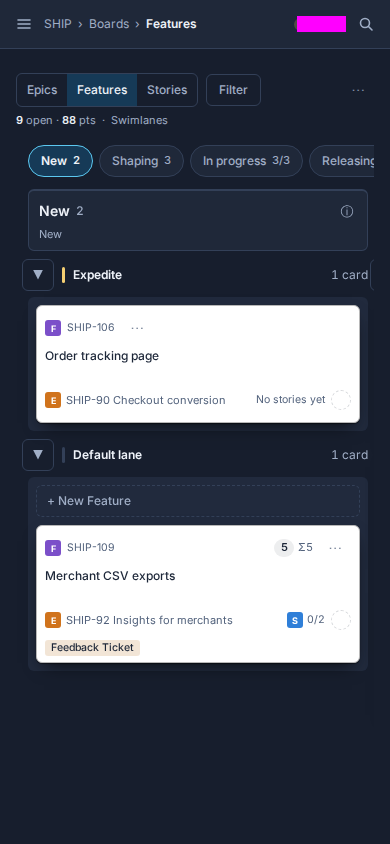 SHIP › Boards › Features
Epics Features Stories Filter ...
9 open · 88 pts · Swimlanes
New 2 Shaping 3 In progress 3/3 Releasing
New 2
New
Expedite 1 card
F SHIP-106 ...
Order tracking page
E SHIP-90 Checkout conversion No stories yet
Default lane 1 card
+ New Feature
F SHIP-109 5 Σ5 ...
Merchant CSV exports
E SHIP-92 Insights for merchants S 0/2
Feedback Ticket